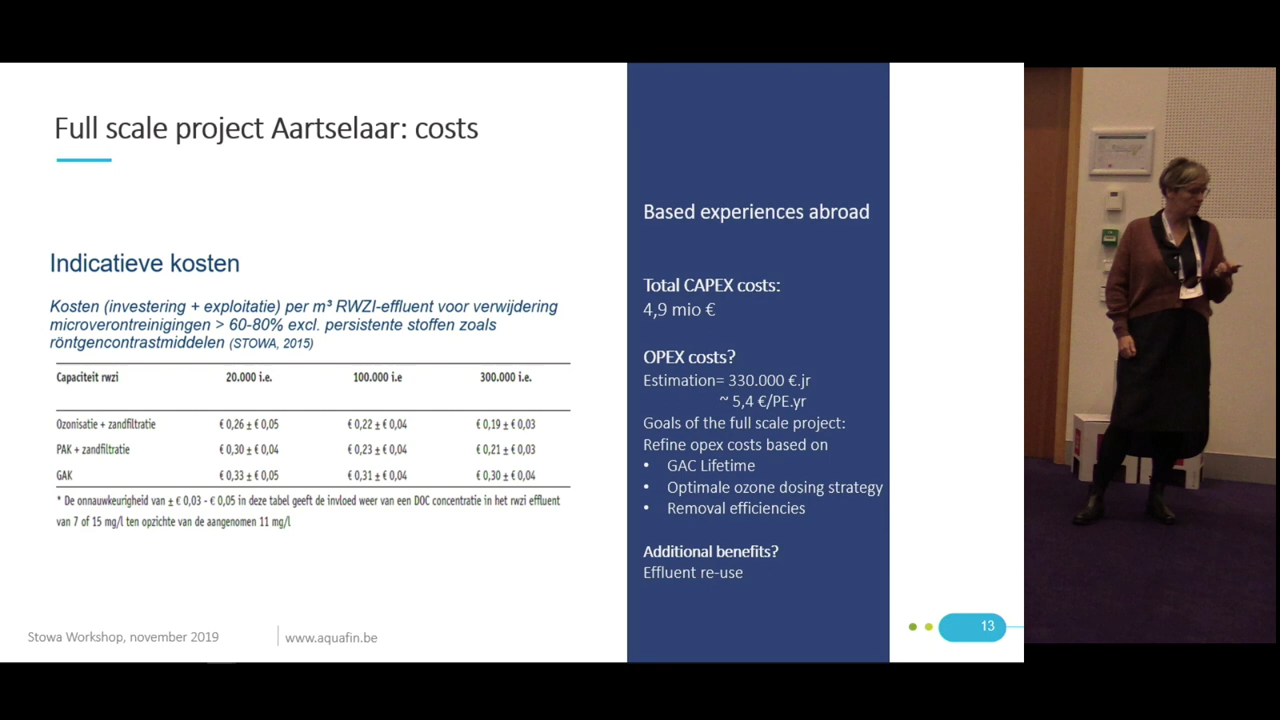 Full scale project Aartselaar: costs
Indicatieve kosten
Kosten (investering + exploitatie) per m³ RWZI-effluent voor verwijdering
microverontreinigingen > 60-80% excl. persistente stoffen zoals
röntgencontrastmiddelen (STOWA, 2015)
Capaciteit rwzi 20.000 i.e. 100.000 i.e 300.000 i.e.
Ozonisatie + zandfiltratie € 0,26 ± € 0,05 € 0,22 ± € 0,04 € 0,19 ± € 0,03
PAK + zandfiltratie € 0,30 ± € 0,04 € 0,23 ± € 0,04 € 0,21 ± € 0,03
GAK € 0,33 ± € 0,05 € 0,31 ± € 0,04 € 0,30 ± € 0,04
* De onnauwkeurigheid van ± € 0,03 - € 0,05 in deze tabel geeft de invloed weer van een DOC concentratie in het rwzi effluent
van 7 of 15 mg/l ten opzichte van de aangenomen 11 mg/l
Based experiences abroad
Total CAPEX costs:
4,9 mio €
OPEX costs?
Estimation= 330.000 €.jr
~ 5,4 €/PE.yr
Goals of the full scale project:
Refine opex costs based on
• GAC Lifetime
• Optimale ozone dosing strategy
• Removal efficiencies
Additional benefits?
Effluent re-use
Stowa Workshop, november 2019
www.aquafin.be
13